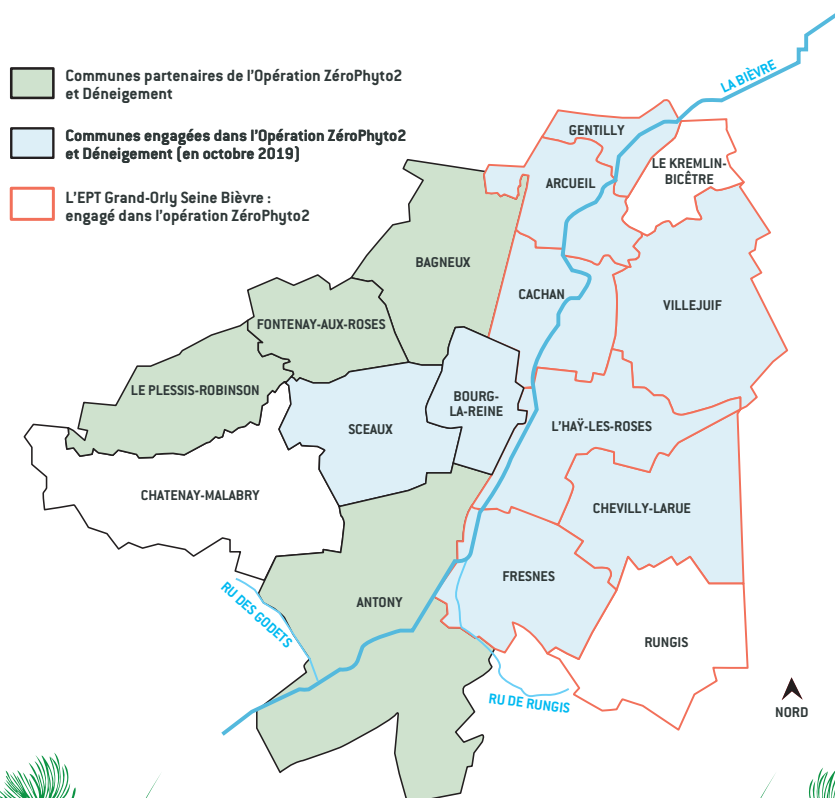 Communes partenaires de l'Opération ZéroPhyto2
et Déneigement
Communes engagées dans l'Opération ZéroPhyto2
et Déneigement (en octobre 2019)
L'EPT Grand-Orly Seine Bièvre :
engagé dans l'opération ZéroPhyto2
LA BIÈVRE
GENTILLY
LE KREMLIN-
BICÊTRE
ARCUEIL
BAGNEUX
CACHAN
VILLEJUIF
FONTENAY-AUX-ROSES
LE PLESSIS-ROBINSON
BOURG-
LA-REINE
SCEAUX
L'HAŸ-LES-ROSES
CHATENAY-MALABRY
CHEVILLY-LARUE
FRESNES
ANTONY
RU DES GODETS
RUNGIS
RU DE RUNGIS
NORD